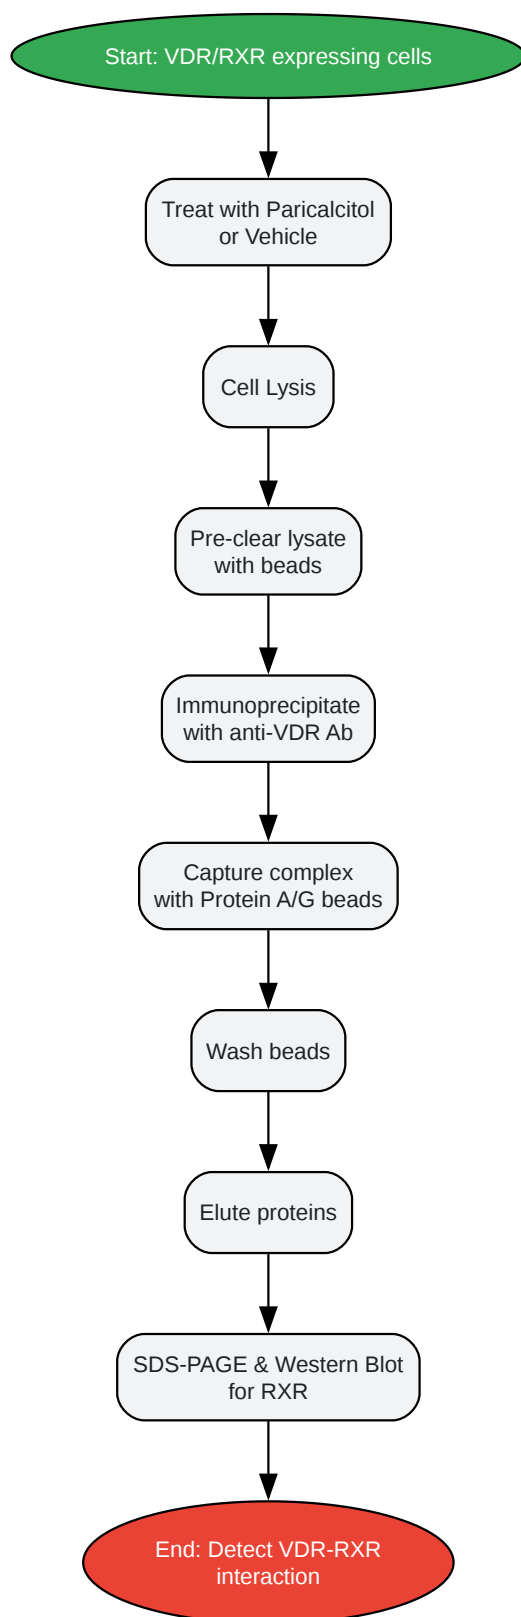 Start: VDR/RXR expressing cells
Treat with Paricalcitol
or Vehicle
Cell Lysis
Pre-clear lysate
with beads
Immunoprecipitate
with anti-VDR Ab
Capture complex
with Protein A/G beads
Wash beads
Elute proteins
SDS-PAGE & Western Blot
for RXR
End: Detect VDR-RXR
interaction